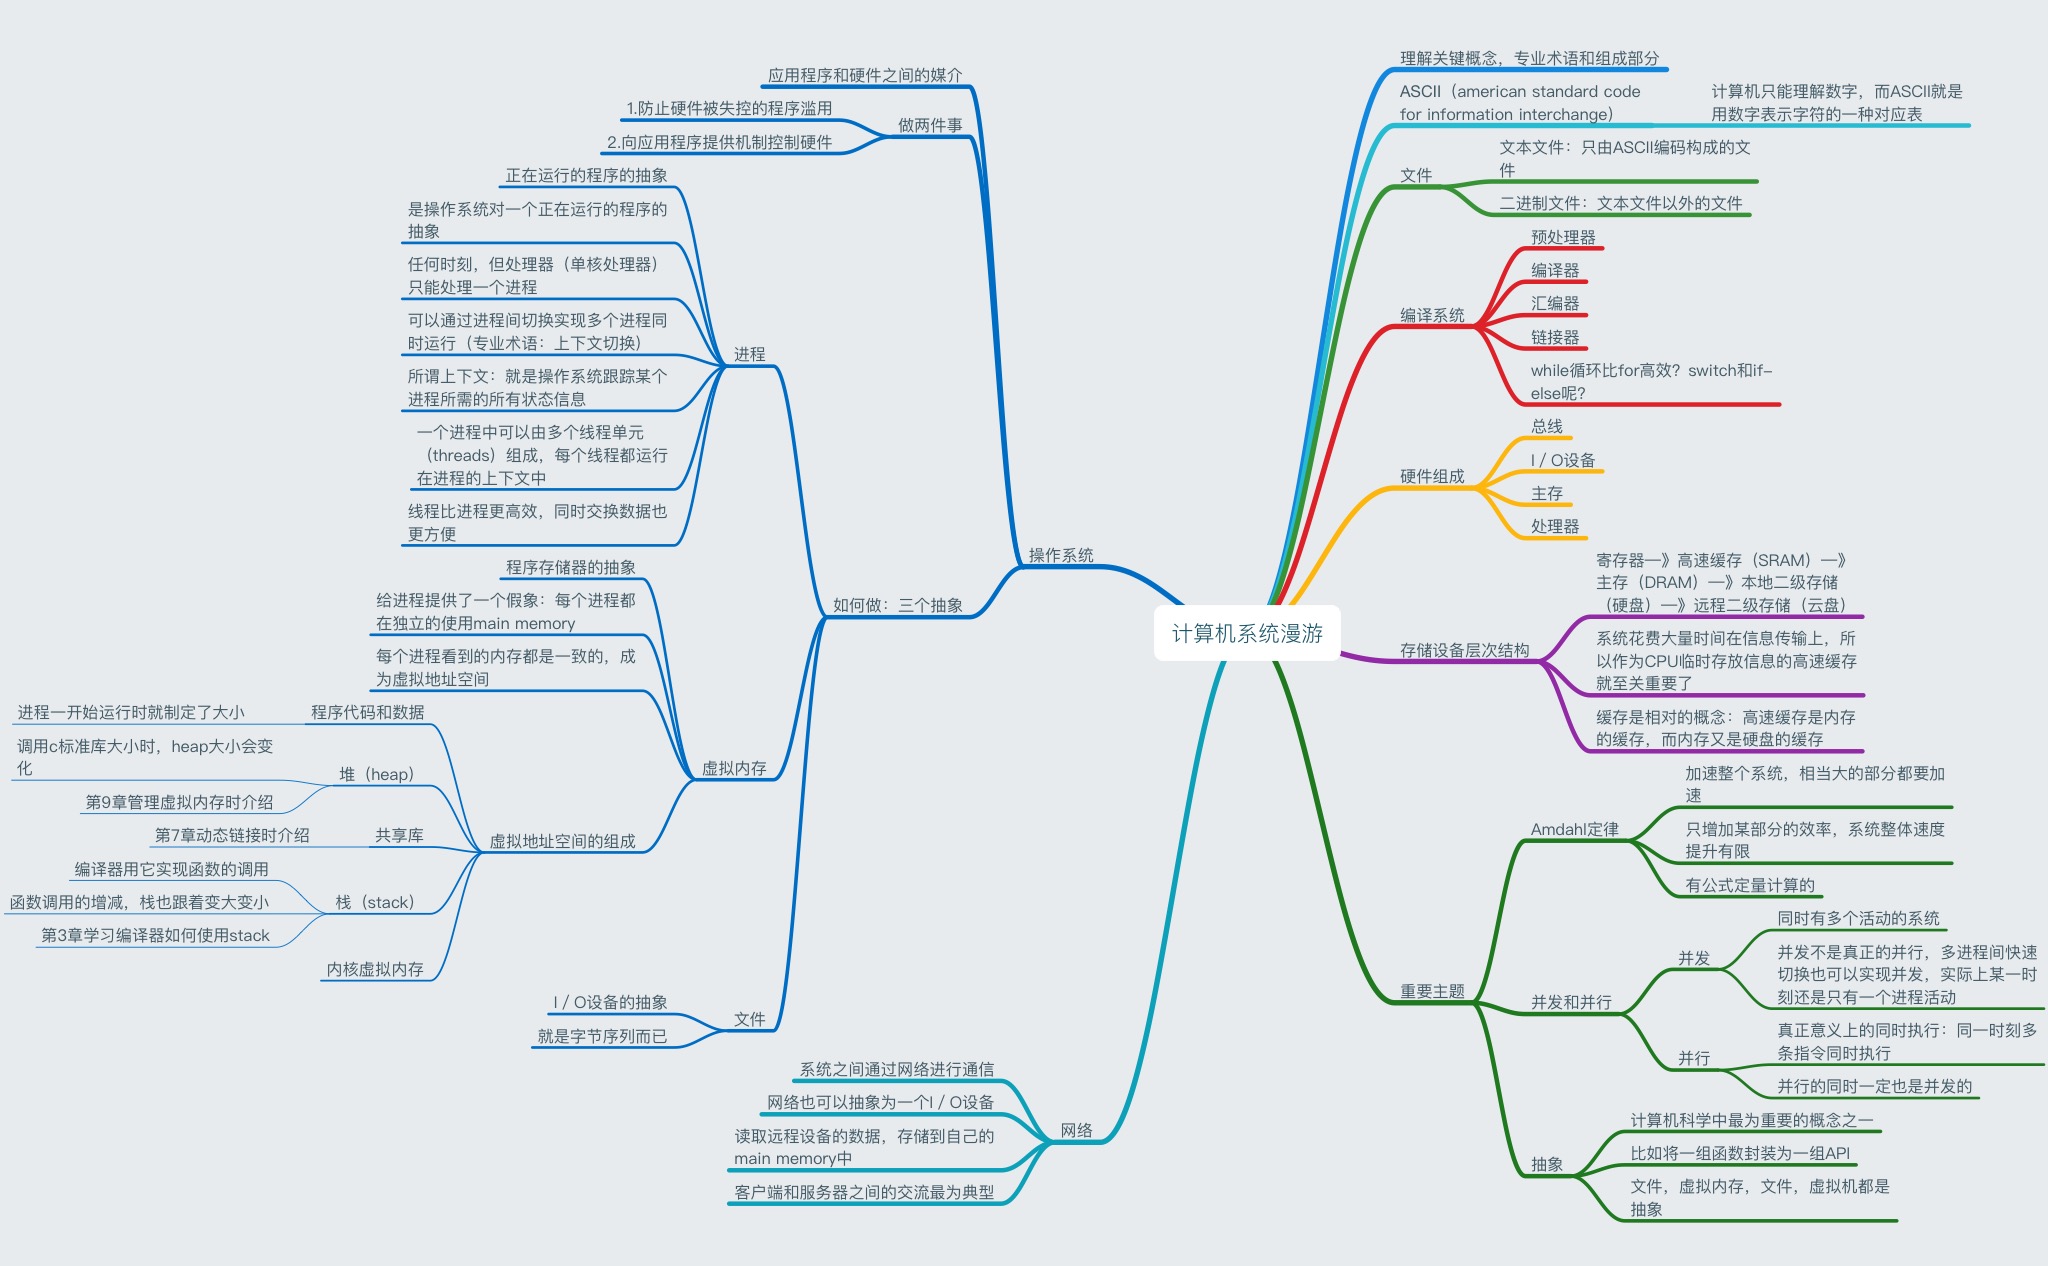 计算机系统漫游
理解关键概念，专业术语和组成部分
ASCII（american standard code
for information interchange）
计算机只能理解数字，而ASCII就是
用数字表示字符的一种对应表
文件
文本文件：只由ASCII编码构成的文
件
二进制文件：文本文件以外的文件
编译系统
预处理器
编译器
汇编器
链接器
while循环比for高效？switch和if-
else呢？
硬件组成
总线
I / O设备
主存
处理器
存储设备层次结构
寄存器—》高速缓存（SRAM）—》
主存（DRAM）—》本地二级存储
（硬盘）—》远程二级存储（云盘）
系统花费大量时间在信息传输上，所
以作为CPU临时存放信息的高速缓存
就至关重要了
缓存是相对的概念：高速缓存是内存
的缓存，而内存又是硬盘的缓存
重要主题
Amdahl定律
加速整个系统，相当大的部分都要加
速
只增加某部分的效率，系统整体速度
提升有限
有公式定量计算的
并发和并行
并发
同时有多个活动的系统
并发不是真正的并行，多进程间快速
切换也可以实现并发，实际上某一时
刻还是只有一个进程活动
并行
真正意义上的同时执行：同一时刻多
条指令同时执行
并行的同时一定也是并发的
抽象
计算机科学中最为重要的概念之一
比如将一组函数封装为一组API
文件，虚拟内存，文件，虚拟机都是
抽象
操作系统
应用程序和硬件之间的媒介
做两件事
1.防止硬件被失控的程序滥用
2.向应用程序提供机制控制硬件
如何做：三个抽象
进程
正在运行的程序的抽象
是操作系统对一个正在运行的程序的
抽象
任何时刻，但处理器（单核处理器）
只能处理一个进程
可以通过进程间切换实现多个进程同
时运行（专业术语：上下文切换）
所谓上下文：就是操作系统跟踪某个
进程所需的所有状态信息
一个进程中可以由多个线程单元
（threads）组成，每个线程都运行
在进程的上下文中
线程比进程更高效，同时交换数据也
更方便
虚拟内存
程序存储器的抽象
给进程提供了一个假象：每个进程都
在独立的使用main memory
每个进程看到的内存都是一致的，成
为虚拟地址空间
虚拟地址空间的组成
程序代码和数据
进程一开始运行时就制定了大小
堆（heap）
调用c标准库大小时，heap大小会变
化
第9章管理虚拟内存时介绍
共享库
第7章动态链接时介绍
栈（stack）
编译器用它实现函数的调用
函数调用的增减，栈也跟着变大变小
第3章学习编译器如何使用stack
内核虚拟内存
文件
I / O设备的抽象
就是字节序列而已
网络
系统之间通过网络进行通信
网络也可以抽象为一个I / O设备
读取远程设备的数据，存储到自己的
main memory中
客户端和服务器之间的交流最为典型